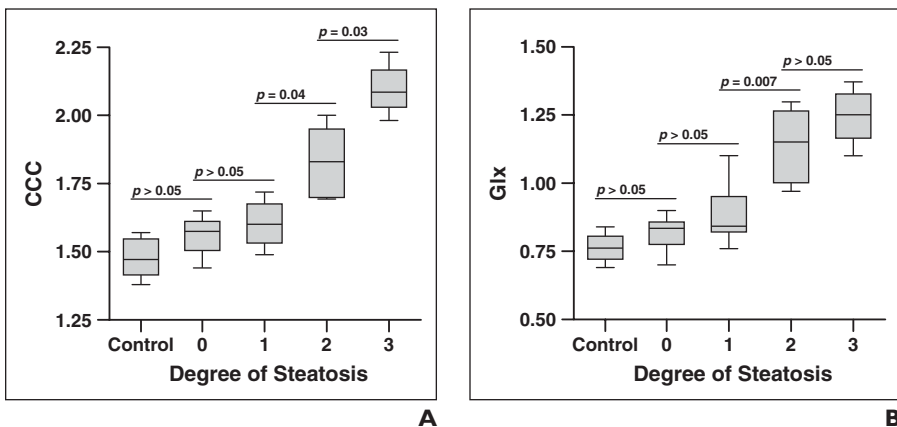 2.25
2.00
1.75
1.50
1.25
CCC
p > 0.05
p > 0.05
p = 0.04
p = 0.03
Control 0 1 2 3
Degree of Steatosis
A
1.50
1.25
1.00
0.75
0.50
Glx
p > 0.05
p > 0.05
p = 0.007
p > 0.05
Control 0 1 2 3
Degree of Steatosis
B